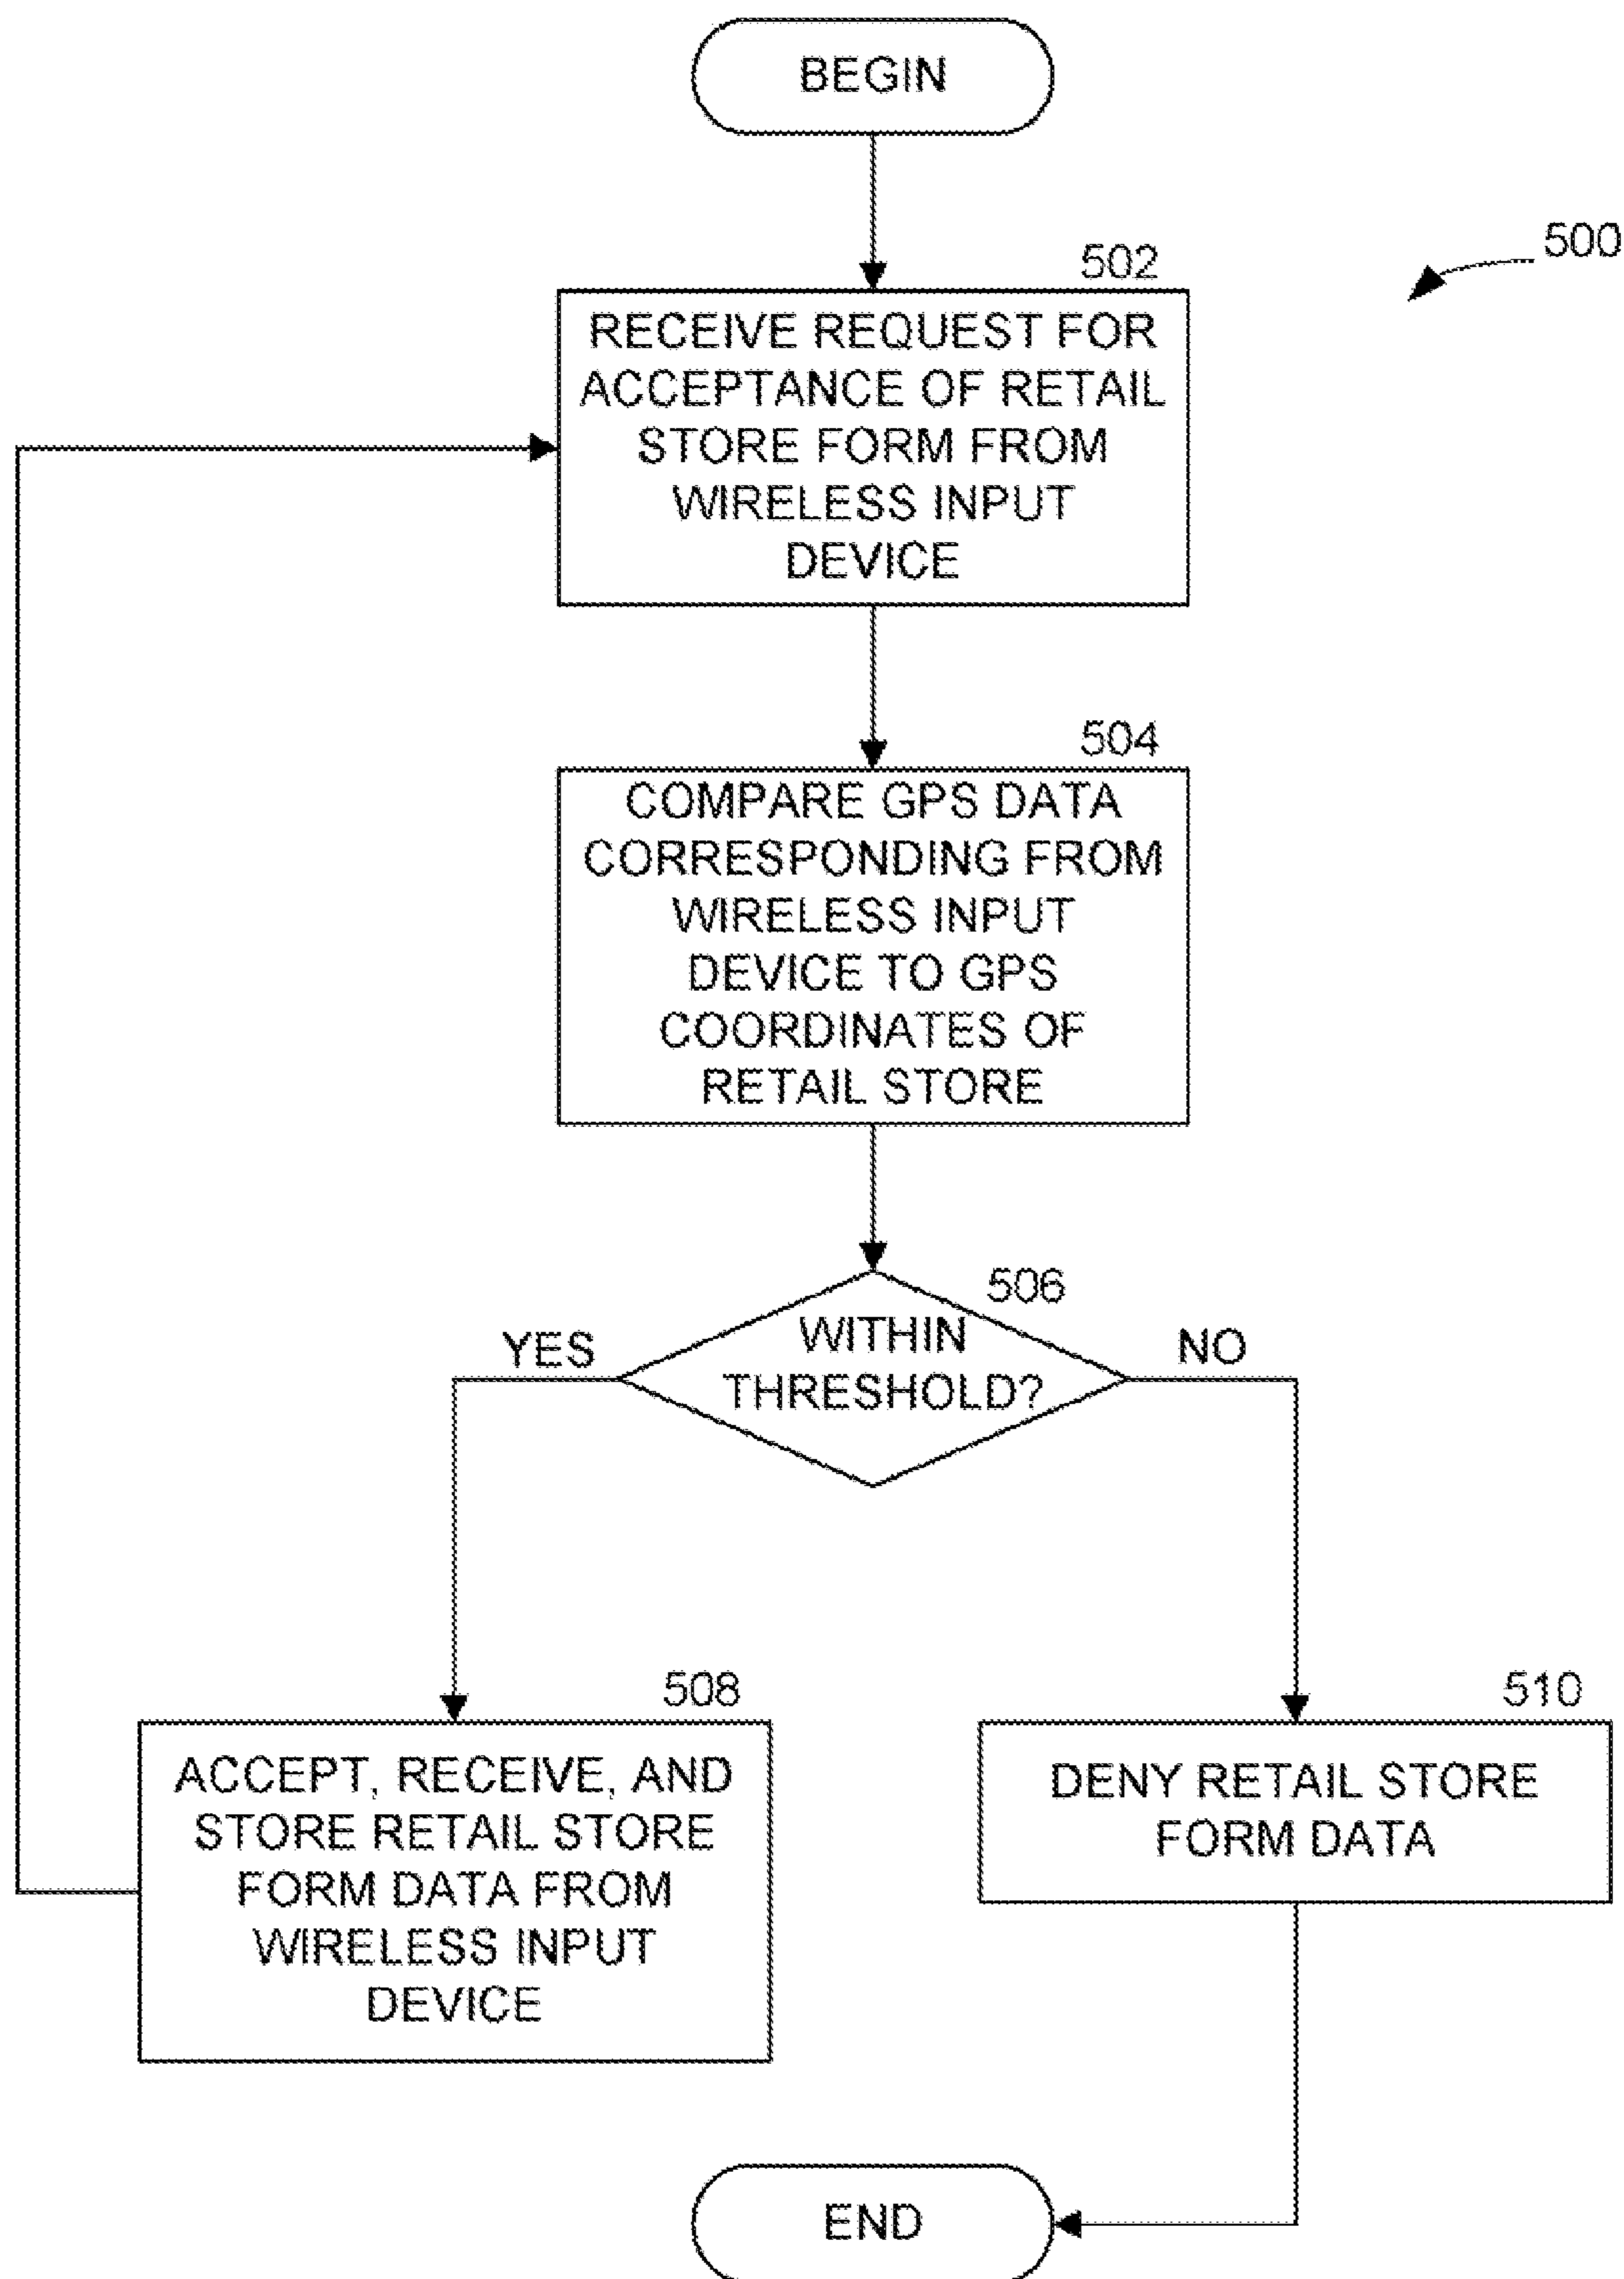 BEGIN
500
502
RECEIVE REQUEST FOR
ACCEPTANCE OF RETAIL
STORE FORM FROM
WIRELESS INPUT
DEVICE
504
COMPARE GPS DATA
CORRESPONDING FROM
WIRELESS INPUT
DEVICE TO GPS
COORDINATES OF
RETAIL STORE
506
WITHIN
THRESHOLD?
YES
NO
508
ACCEPT, RECEIVE, AND
STORE RETAIL STORE
FORM DATA FROM
WIRELESS INPUT
DEVICE
510
DENY RETAIL STORE
FORM DATA
END